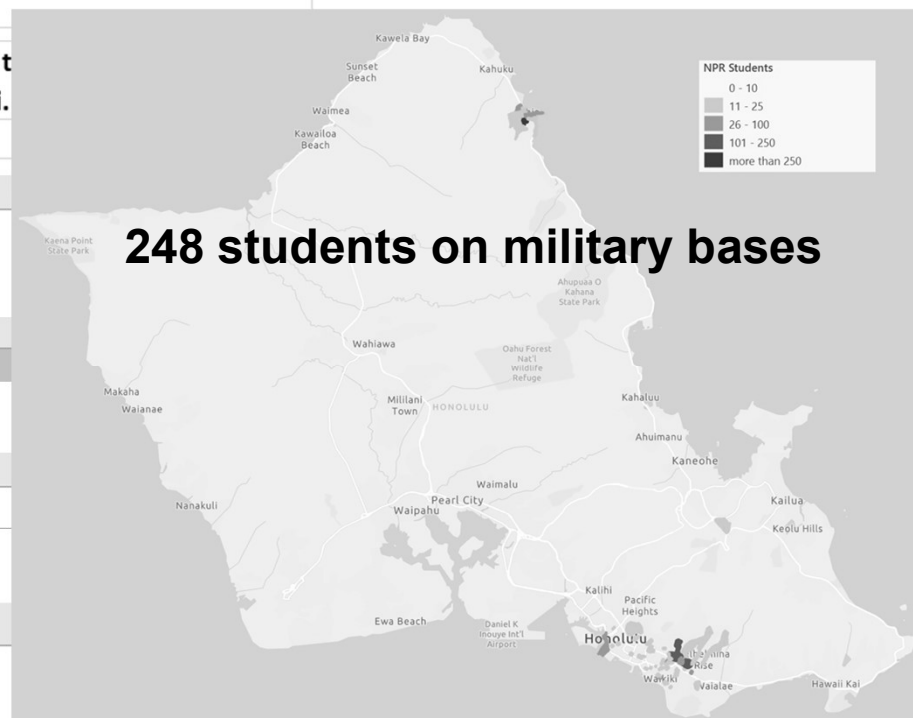 t
i.
Kawela Bay
Sunset
Beach
Kahuku
Waimea
Kawailoa
Beach
NPR Students
0 - 10
11 - 25
26 - 100
101 - 250
more than 250
Kaena Point
State Park
248 students on military bases
Ahupuaa O
Kahana
State Park
Wahiawa
Oahu Forest
Nat'l
Wildlife
Refuge
Makaha
Waianae
Mililani
Town
HONOLULU
Kahaluu
Ahuimanu
Kaneohe
Nanakuli
Waimalu
Pearl City
Waipahu
Kailua
Keolu Hills
Kalihi
Pacific
Heights
Ewa Beach
Daniel K
Inouye Int'l
Airport
Honolulu
Rise
Waikiki
Hawaii Kai